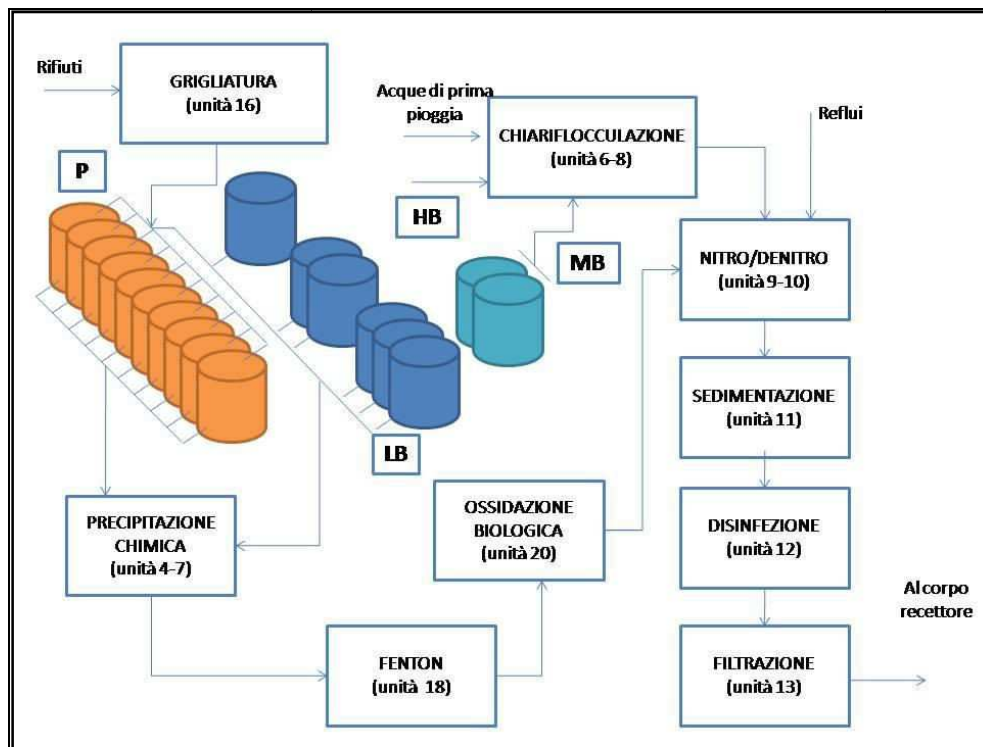 Rifiuti
GRIGLIATURA
(unità 16)
P
Acque di prima
pioggia
CHIARIFLOCCULAZIONE
(unità 6-8)
Reflui
HB
MB
NITRO/DENITRO
(unità 9-10)
SEDIMENTAZIONE
(unità 11)
LB
PRECIPITAZIONE
CHIMICA
(unità 4-7)
OSSIDAZIONE
BIOLOGICA
(unità 20)
DISINFEZIONE
(unità 12)
Al corpo
recettore
FENTON
(unità 18)
FILTRAZIONE
(unità 13)